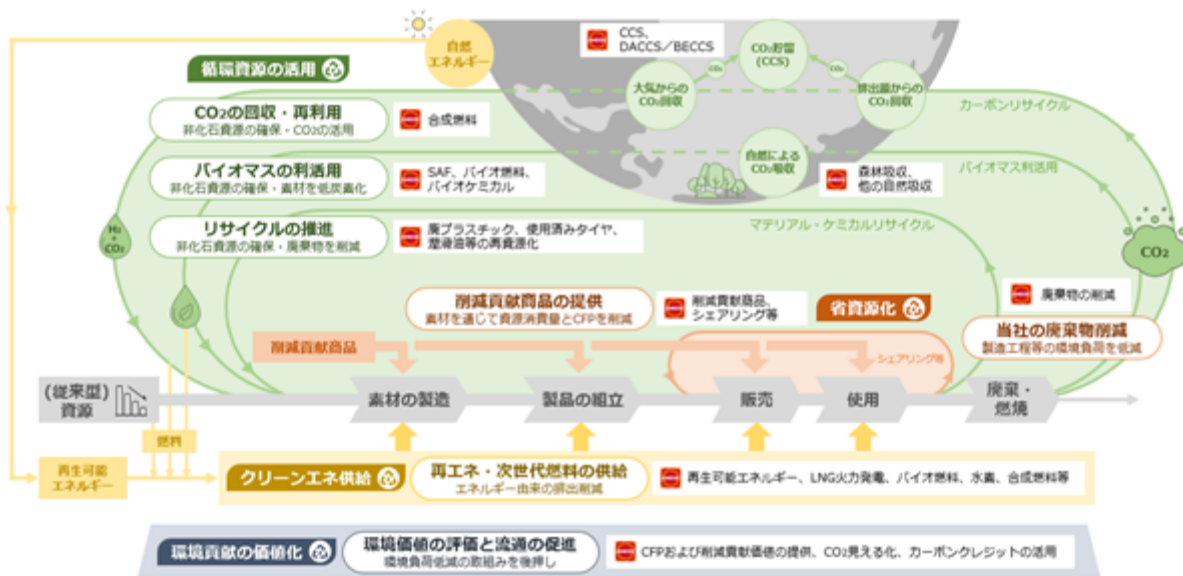 自然
エネルギー
CCS、
DACCS／BECCS
CO₂貯留
(CCS)
CO₂
CO₂
大気からの
CO₂回収
排出源からの
CO₂回収
循環資源の活用
カーボンリサイクル
CO₂の回収・再利用
非化石資源の確保・CO₂の活用
合成燃料
自然による
CO₂吸収
森林吸収、
他の自然吸収
バイオマス利活用
バイオマスの利活用
非化石資源の確保・素材を低炭素化
SAF、バイオ燃料、
バイオケミカル
リサイクルの推進
非化石資源の確保・廃棄物を削減
廃プラスチック、使用済みタイヤ、
潤滑油等の再資源化
マテリアル・ケミカルリサイクル
H₂
+
CO₂
CO₂
削減貢献商品の提供
素材を通じて資源消費量とCFPを削減
削減貢献商品、
シェアリング等
省資源化
廃棄物の削減
当社の廃棄物削減
製造工程等の環境負荷を低減
削減貢献商品
シェアリング等
(従来型)
資源
素材の製造
製品の組立
販売
使用
廃棄・
燃焼
燃料
再生可能
エネルギー
クリーンエネ供給
再エネ・次世代燃料の供給
エネルギー由来の排出削減
再生可能エネルギー、LNG火力発電、バイオ燃料、水素、合成燃料等
環境貢献の価値化
環境価値の評価と流通の促進
環境負荷低減の取組みを後押し
CFPおよび削減貢献価値の提供、CO₂見える化、カーボンクレジットの活用